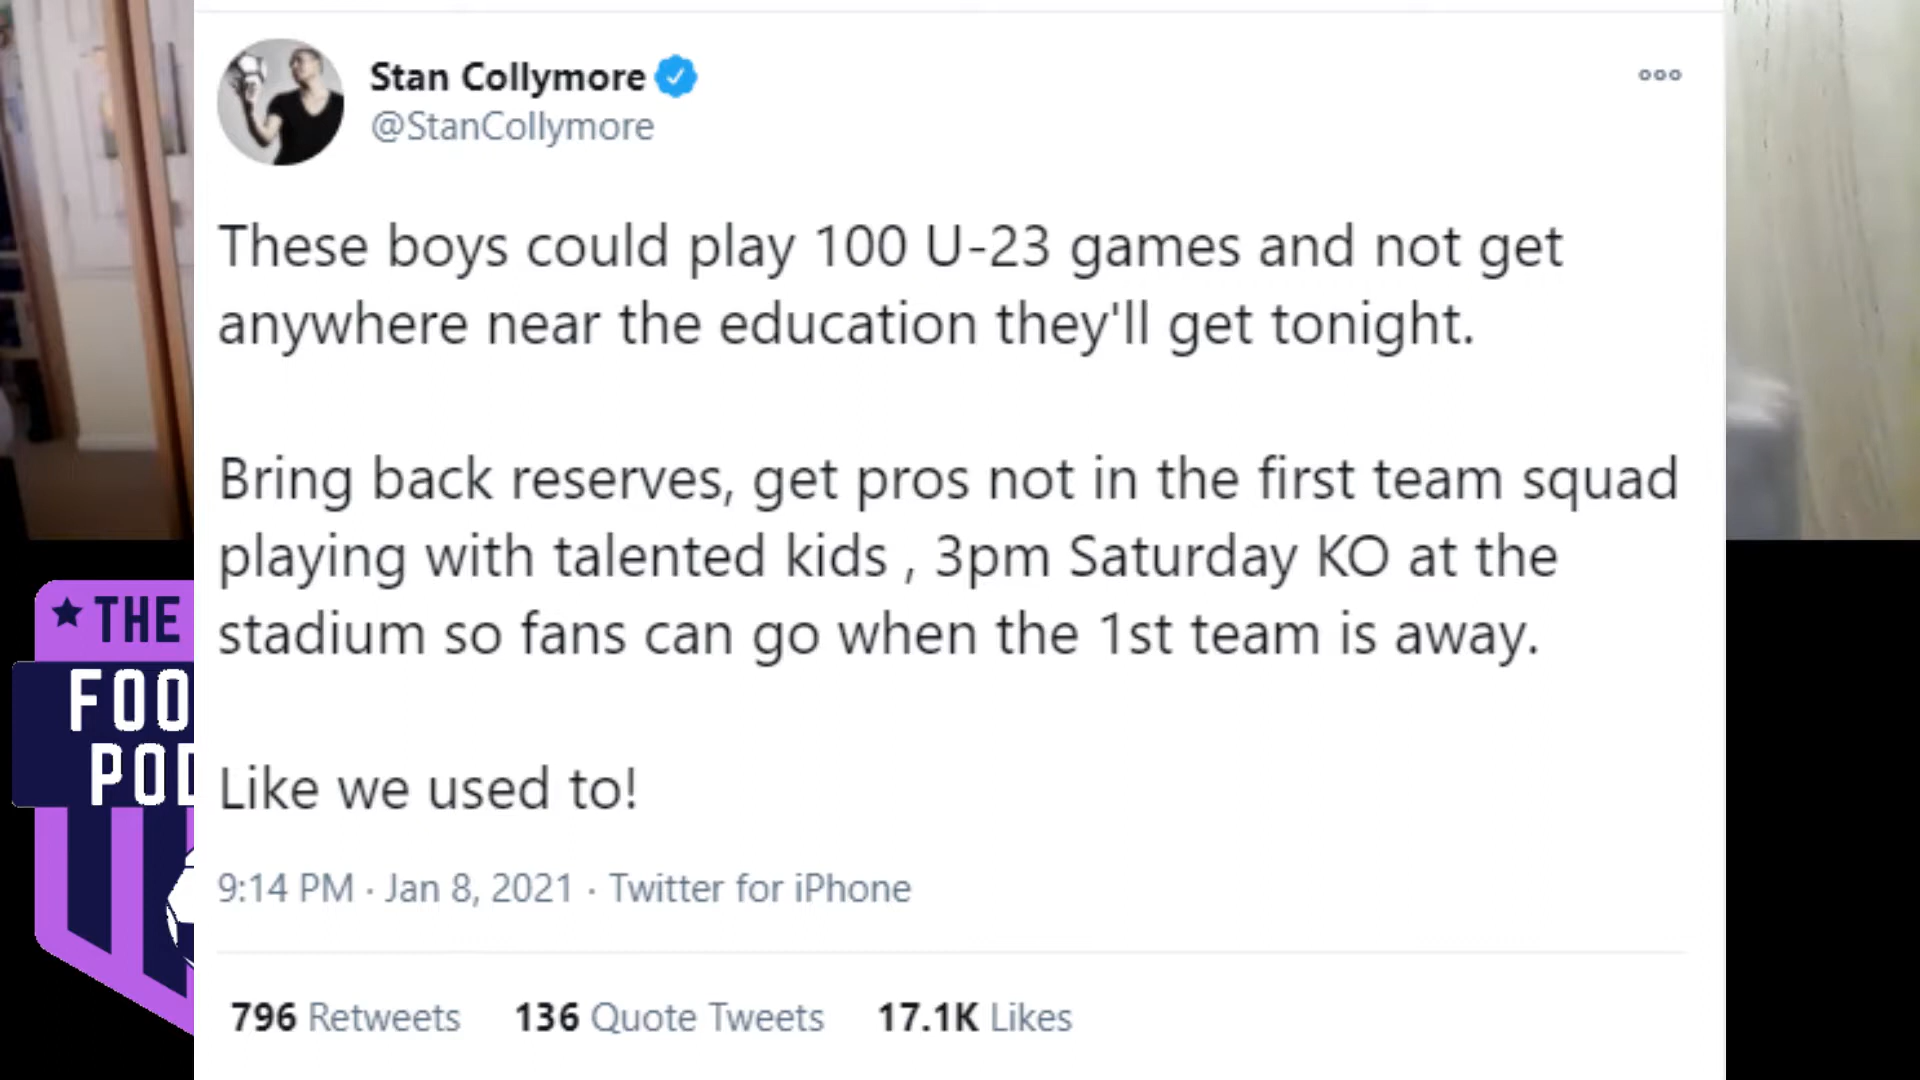 Stan Collymore
@StanCollymore
These boys could play 100 U-23 games and not get
anywhere near the education they'll get tonight.
Bring back reserves, get pros not in the first team squad
playing with talented kids , 3pm Saturday KO at the
stadium so fans can go when the 1st team is away.
Like we used to!
9:14 PM · Jan 8, 2021 · Twitter for iPhone
796 Retweets 136 Quote Tweets 17.1K Likes
THE
FOO
POD